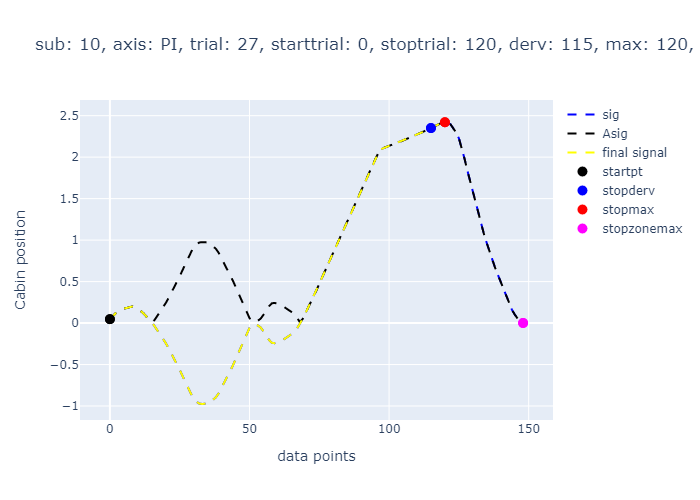 sub: 10, axis: PI, trial: 27, starttrial: 0, stoptrial: 120, derv: 115, max: 120,
Cabin position
2.5
2
1.5
1
0.5
0
−0.5
−1
0
50
100
150
data points
sig
Asig
final signal
startpt
stopderv
stopmax
stopzonemax